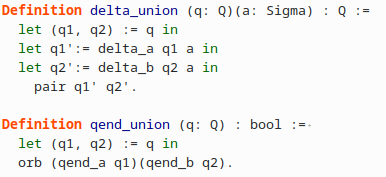 Definition delta_union (q: Q)(a: Sigma) : Q :=
let (q1, q2) := q in
let q1':= delta_a q1 a in
let q2':= delta_b q2 a in
pair q1' q2'.
Definition qend_union (q: Q) : bool :=
let (q1, q2) := q in
orb (qend_a q1)(qend_b q2).